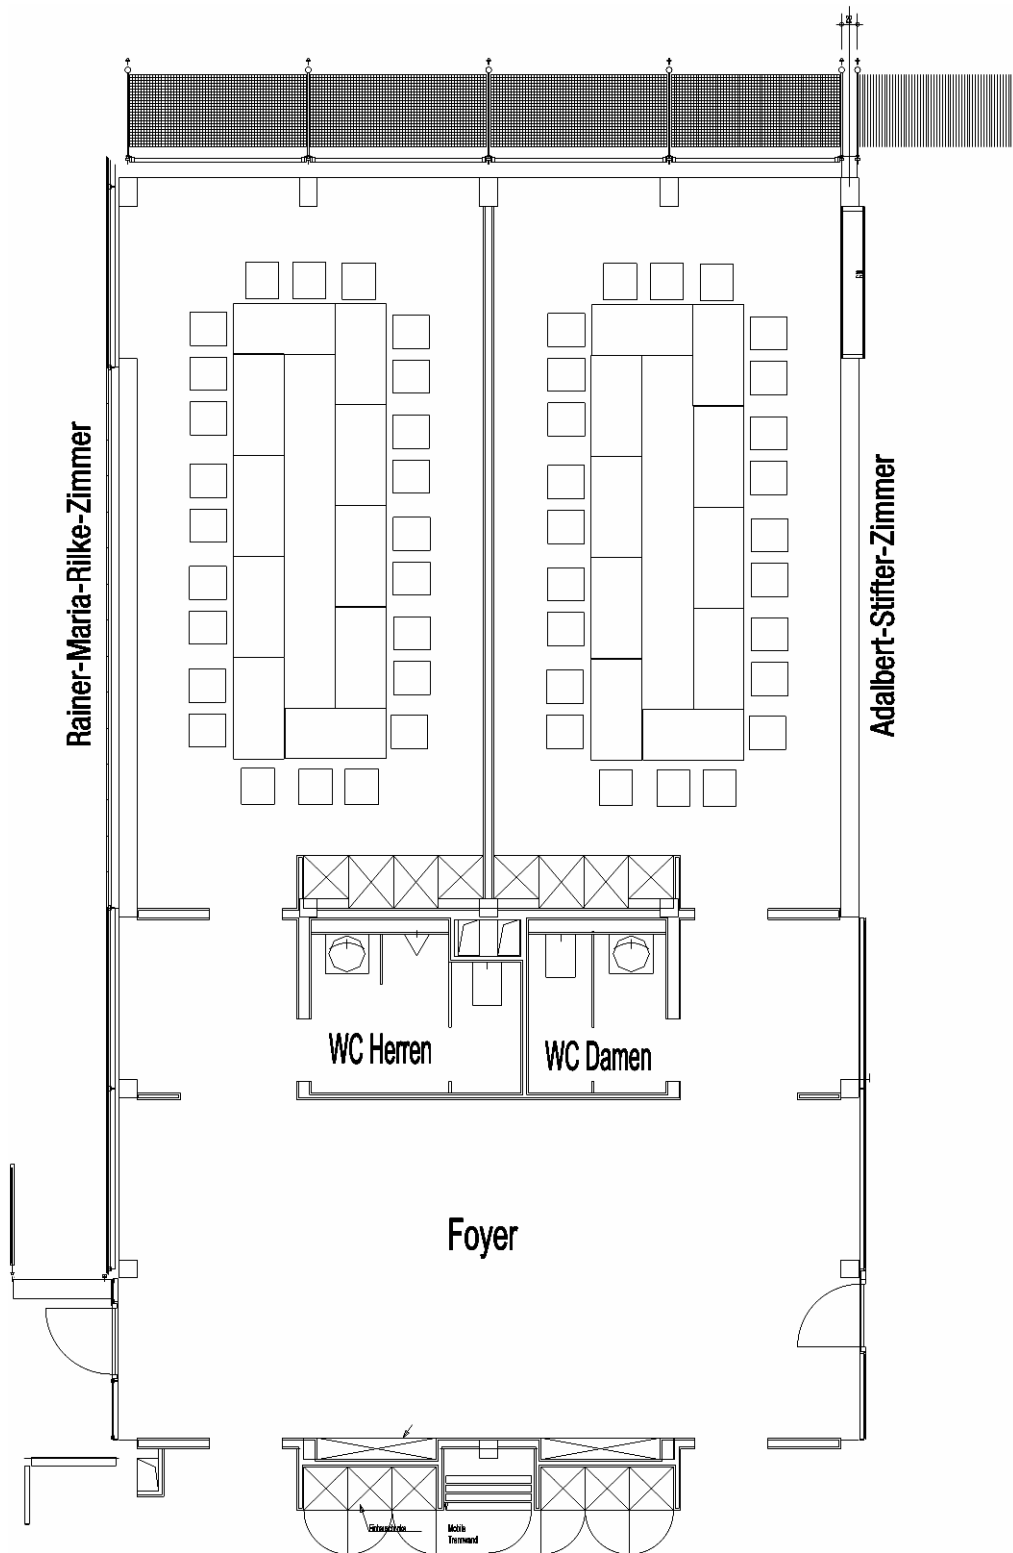 Rainer-Maria-Rilke-Zimmer
Adalbert-Stifter-Zimmer
WC Herren
WC Damen
Foyer
Mobile
Trennwand